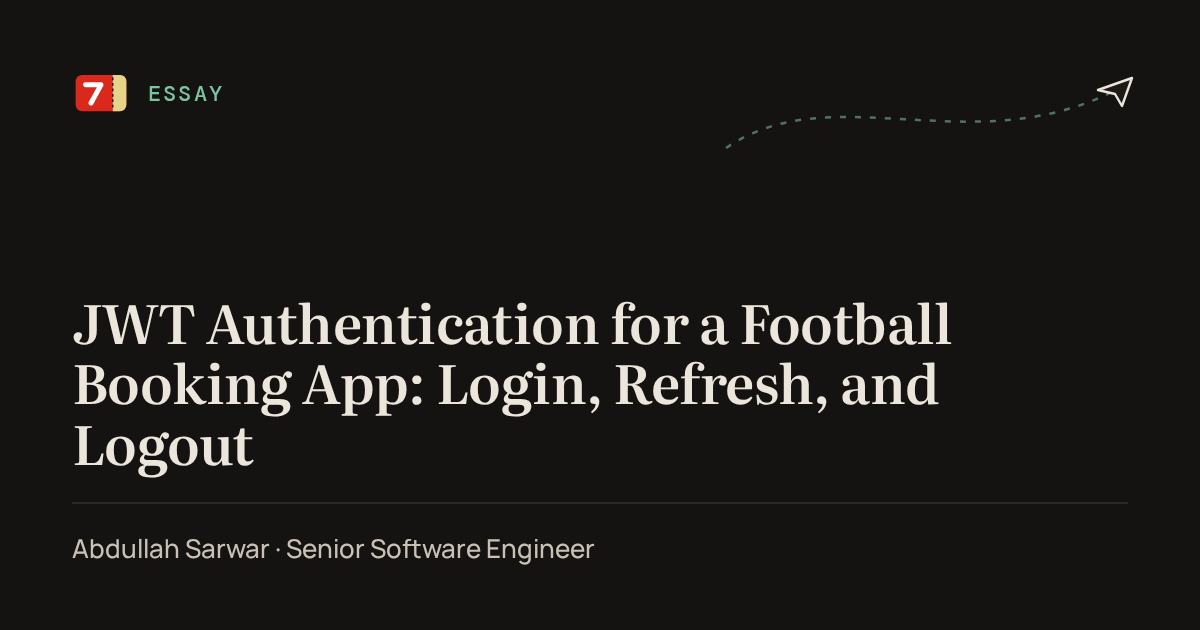 7 ESSAY
JWT Authentication for a Football
Booking App: Login, Refresh, and
Logout
Abdullah Sarwar · Senior Software Engineer